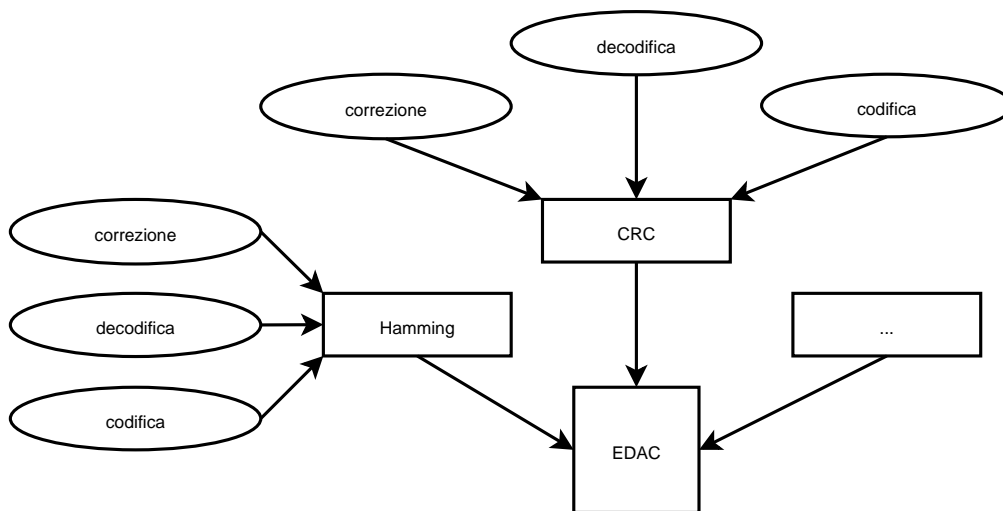 decodifica
correzione
codifica
CRC
correzione
decodifica
Hamming
...
codifica
EDAC